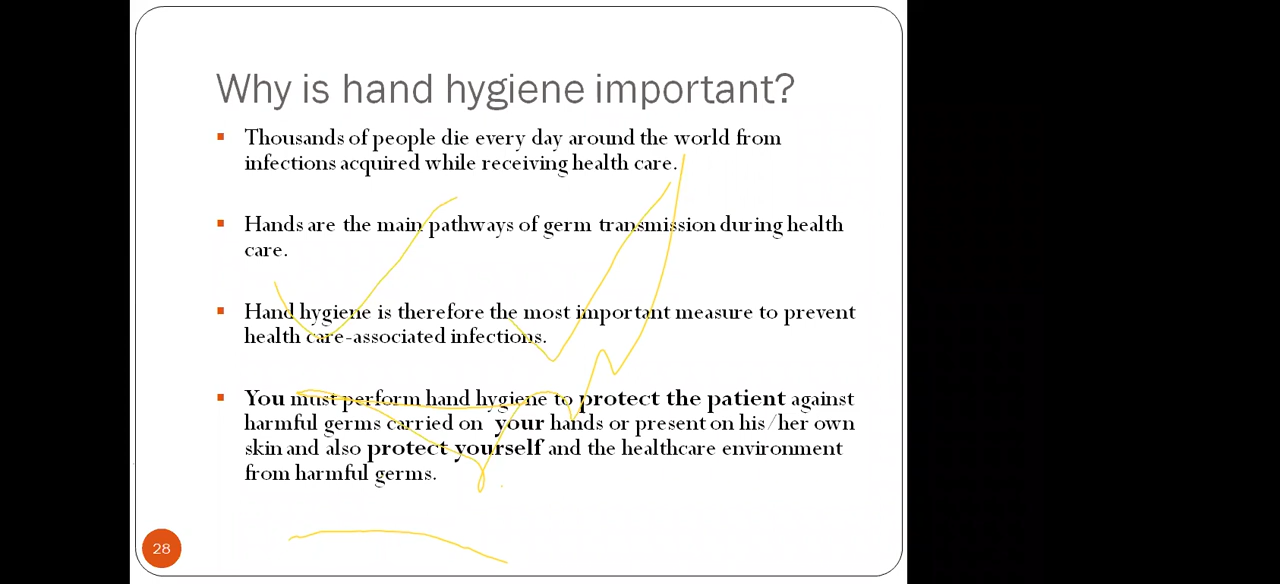 Why is hand hygiene important?
Thousands of people die every day around the world from
infections acquired while receiving health care.
Hands are the main pathways of germ transmission during health
care.
Hand hygiene is therefore the most important measure to prevent
health care-associated infections.
You must perform hand hygiene to protect the patient against
harmful germs carried on your hands or present on his/her own
skin and also protect yourself and the healthcare environment
from harmful germs.
28